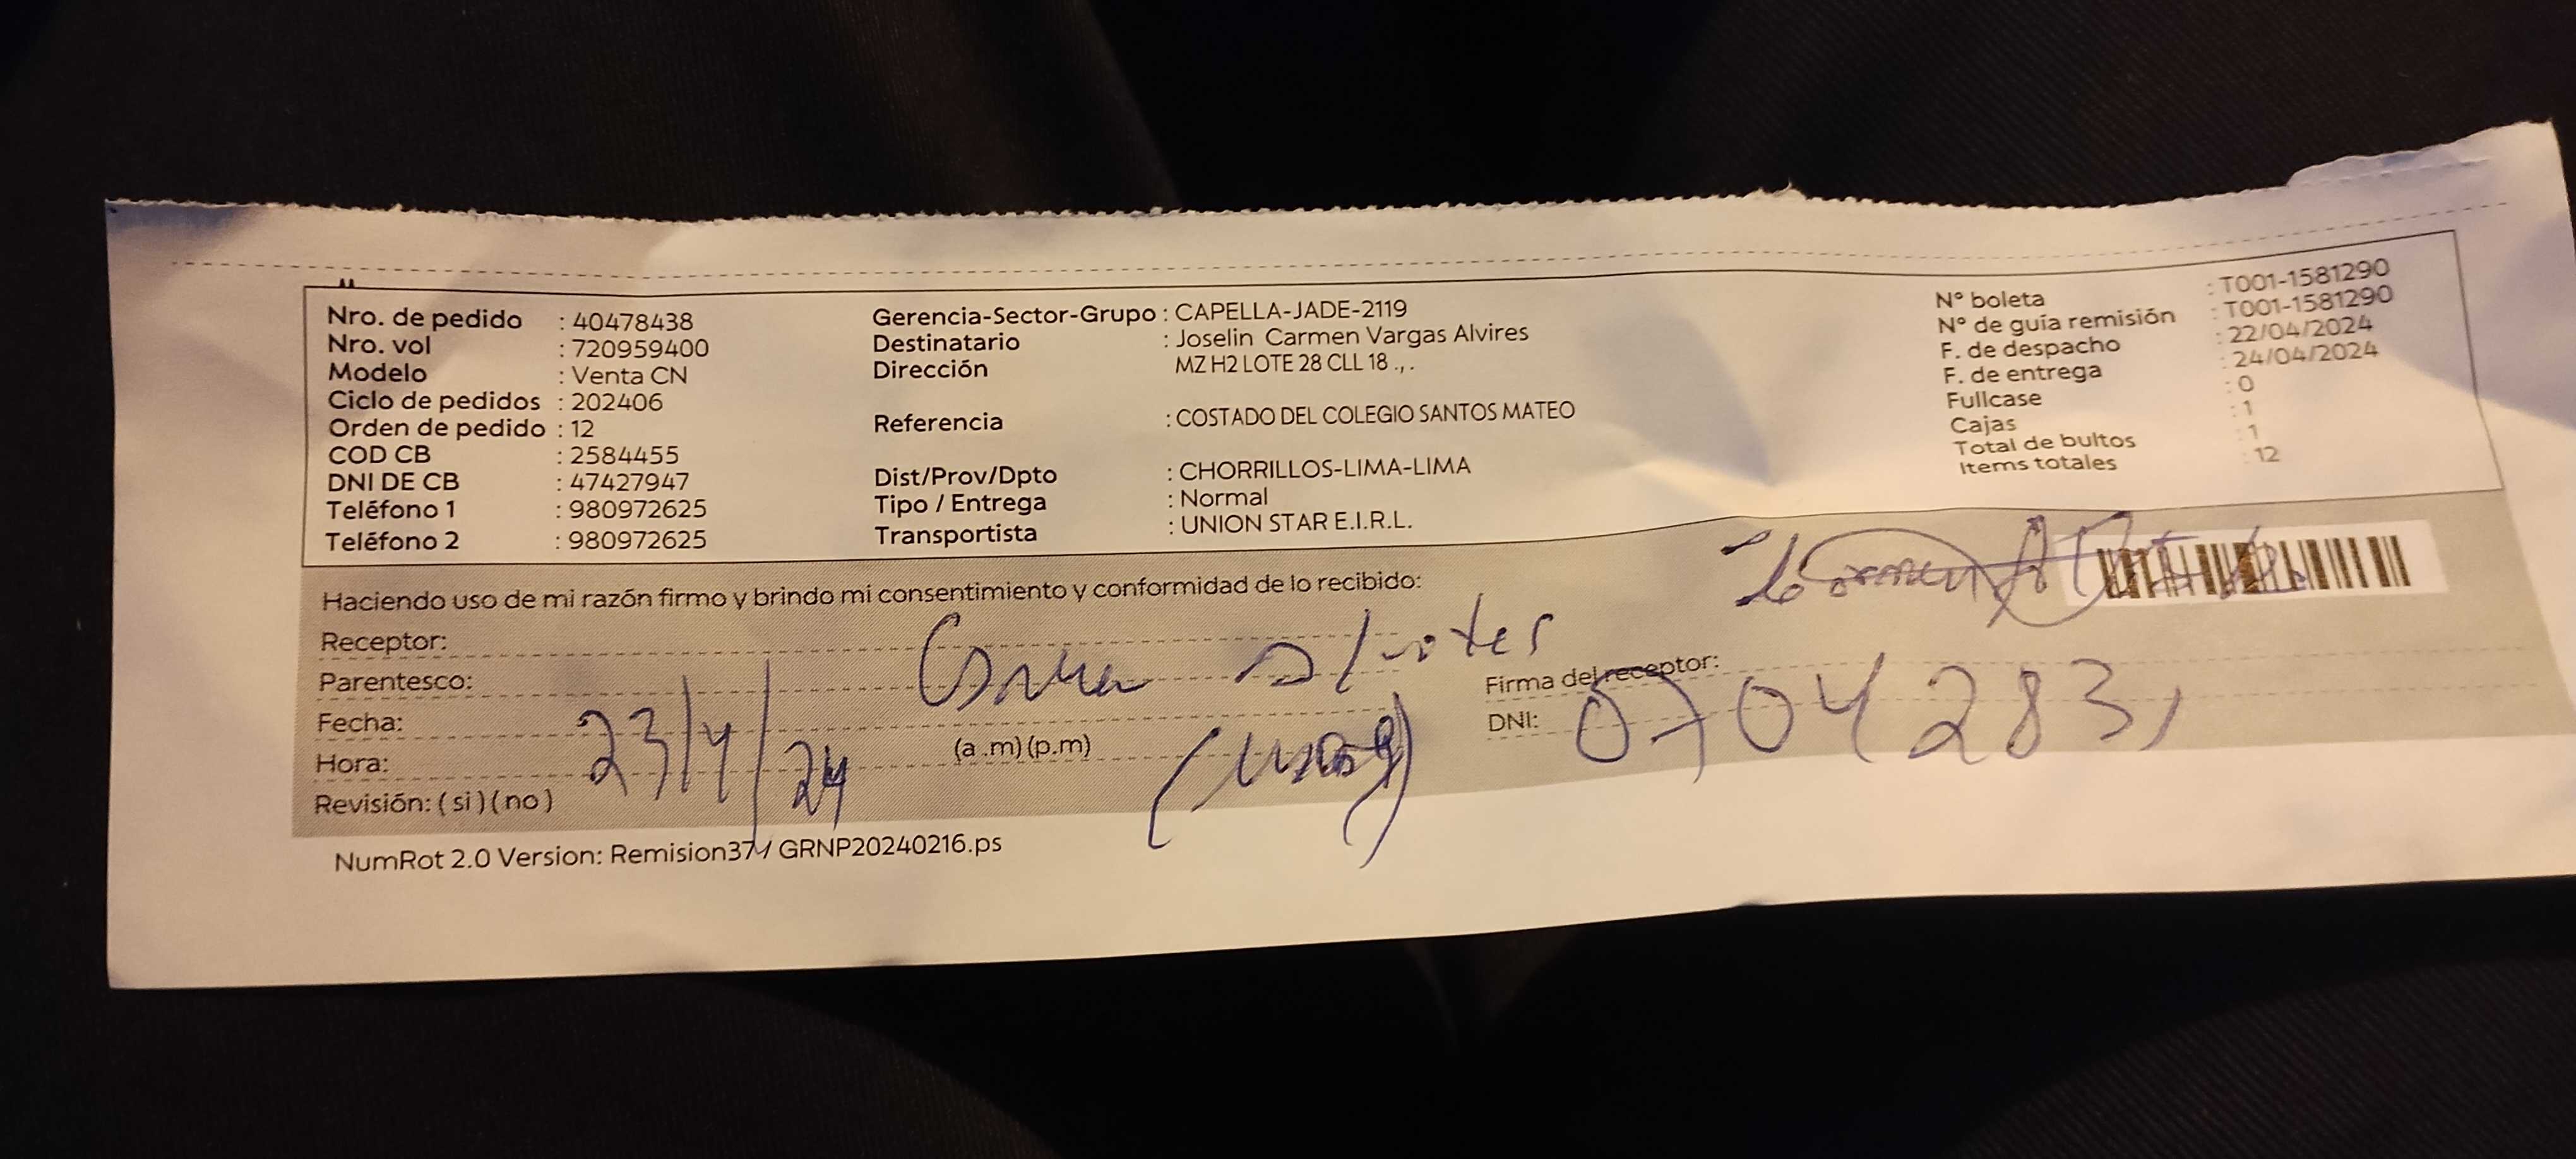 Nro. de pedido : 40478438
Nro. vol : 720959400
Modelo : Venta CN
Ciclo de pedidos : 202406
Orden de pedido : 12
COD CB : 2584455
DNI DE CB : 47427947
Teléfono 1 : 980972625
Teléfono 2 : 980972625
Gerencia-Sector-Grupo : CAPELLA-JADE-2119
Destinatario : Joselin Carmen Vargas Alvires
Dirección MZ H2 LOTE 28 CLL 18 .,.
Referencia : COSTADO DEL COLEGIO SANTOS MATEO
Dist/Prov/Dpto : CHORRILLOS-LIMA-LIMA
Tipo / Entrega : Normal
Transportista : UNION STAR E.I.R.L.
N° boleta : T001-1581290
N° de guía remisión : T001-1581290
F. de despacho : 22/04/2024
F. de entrega : 24/04/2024
Fullcase : 0
Cajas : 1
Total de bultos : 1
Items totales : 12
Haciendo uso de mi razón firmo y brindo mi consentimiento y conformidad de lo recibido:
Receptor:
Parentesco:
Fecha: 23/4/24
Hora: (a .m) (p.m)
Revisión: ( si ) ( no )
Firma del receptor:
DNI: 0704283,
NumRot 2.0 Version: Remision37 / GRNP20240216.ps